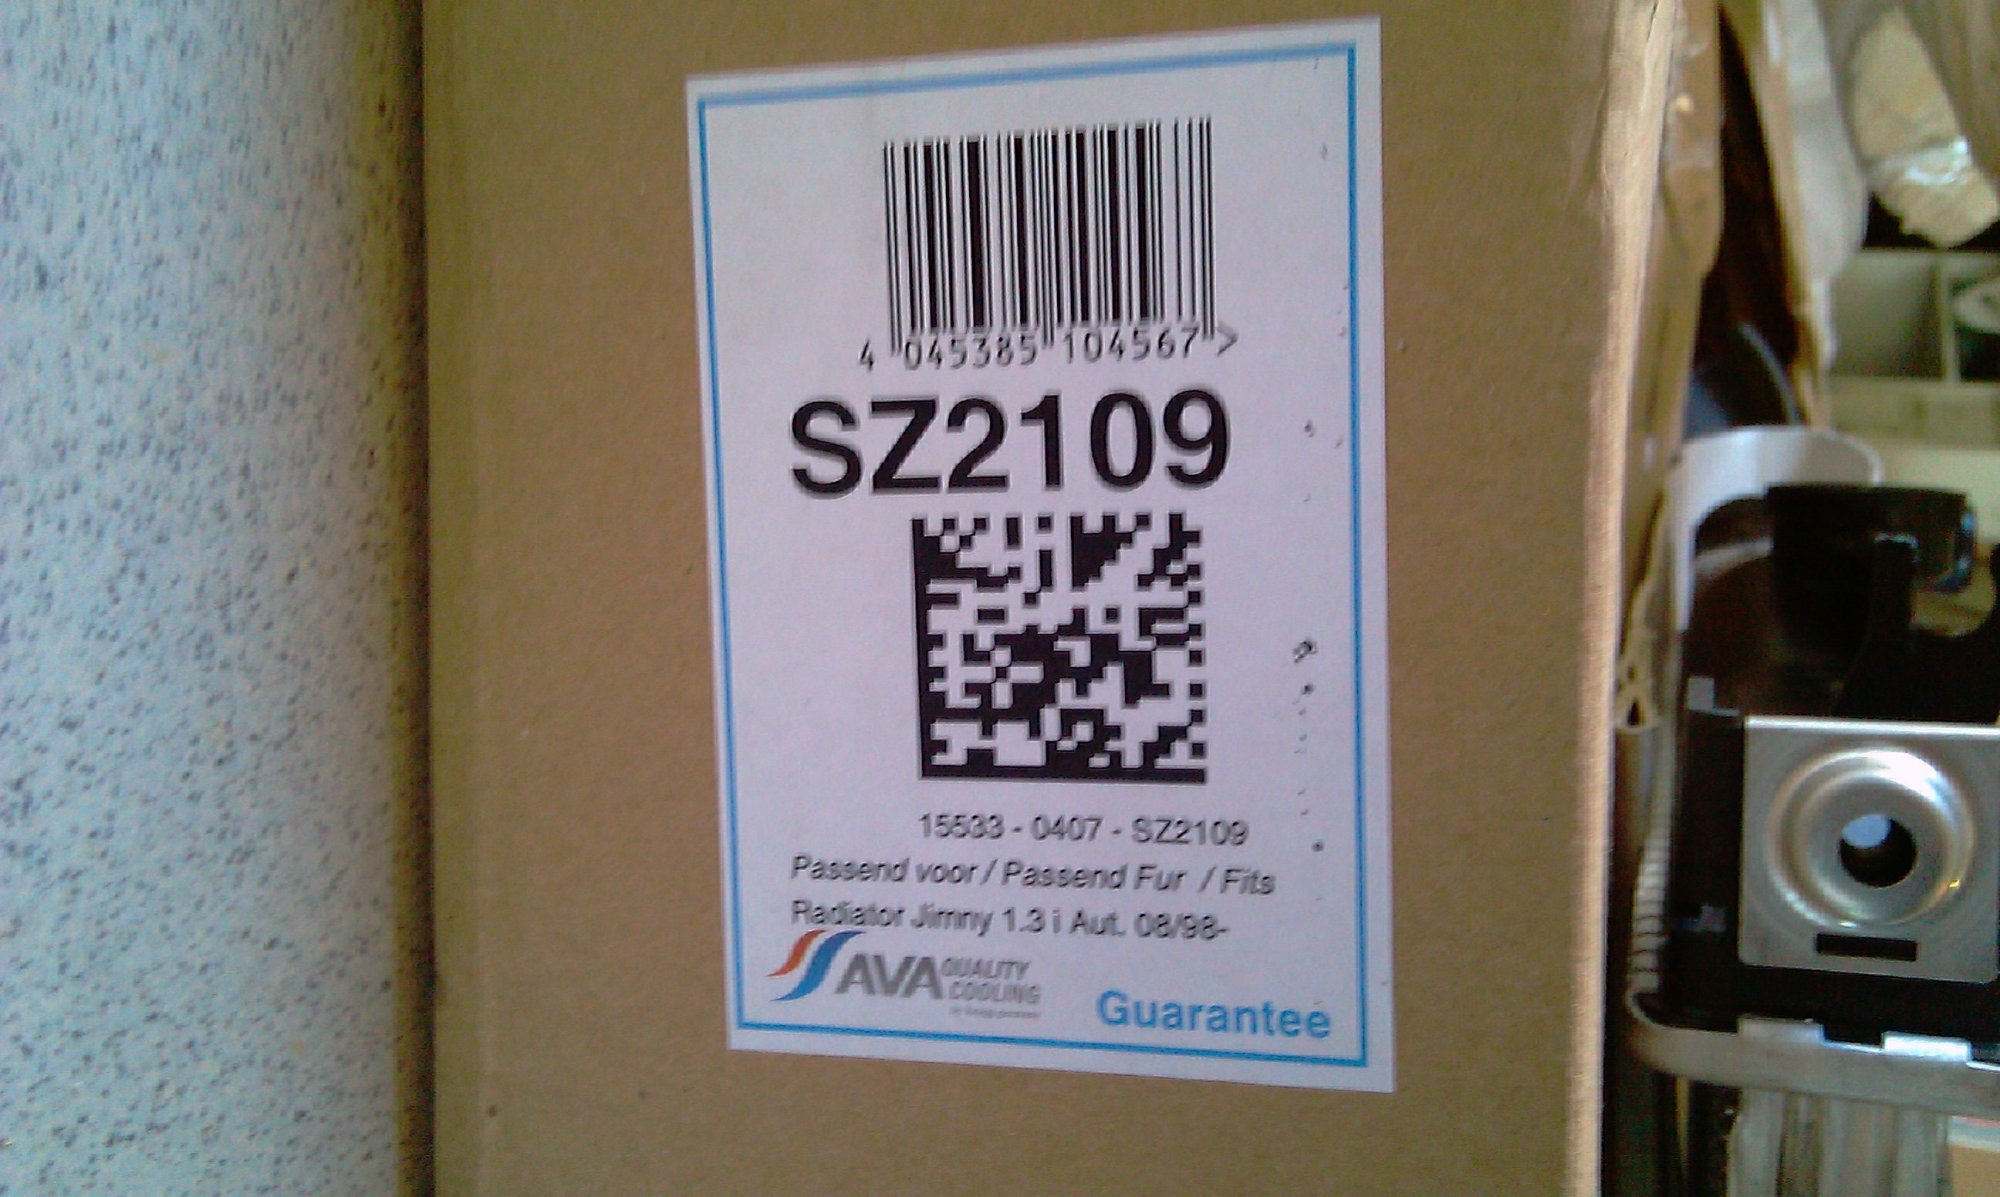 4 045385 104567 >
SZ2109
15533 - 0407 - SZ2109
Passend voor / Passend Fur / Fits
Radiator Jimny 1.3 i Aut. 08/98-
AVA QUALITY
COOLING
Guarantee